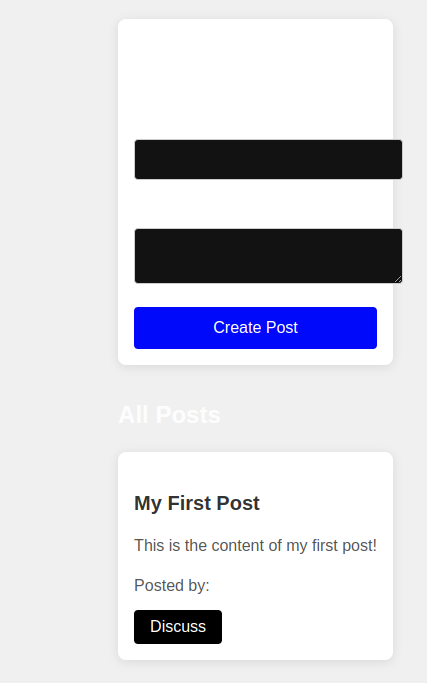 Create Post
All Posts
My First Post
This is the content of my first post!
Posted by:
Discuss